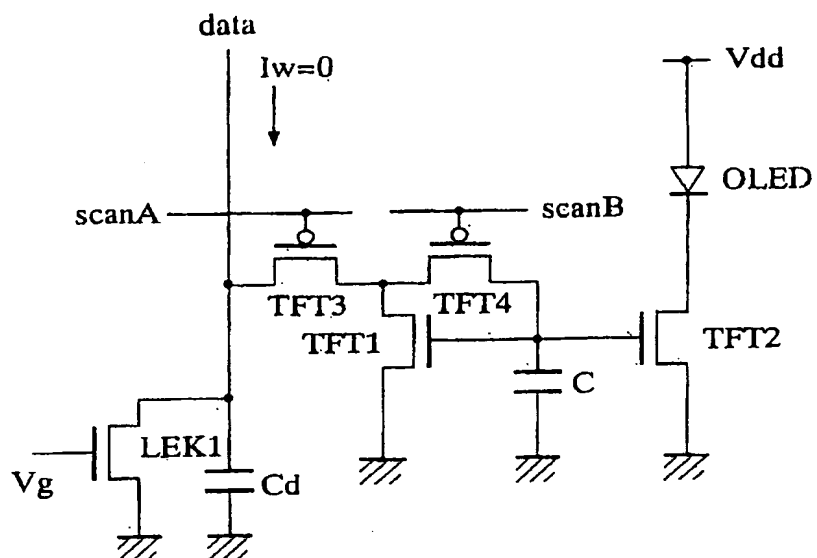 data
Iw=0
Vdd
OLED
scanA
scanB
TFT3
TFT4
TFT1
TFT2
C
LEK1
Vg
Cd